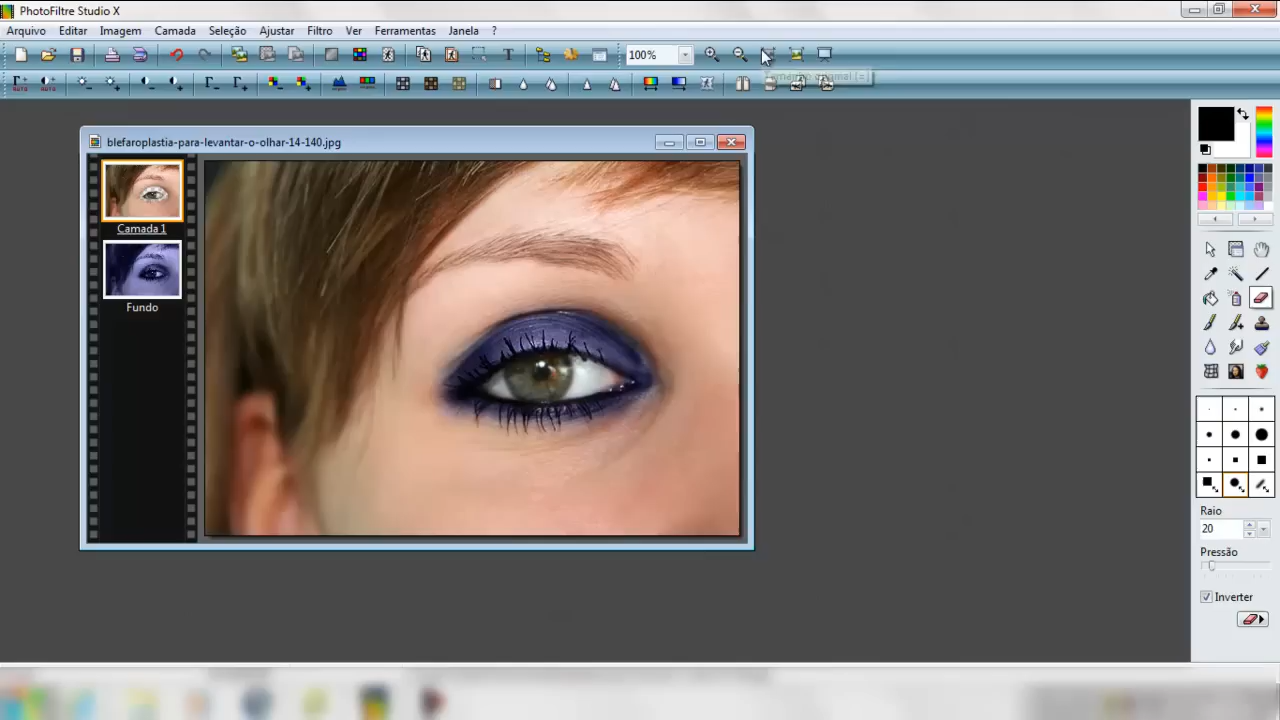 PhotoFiltre Studio X
Arquivo Editar Imagem Camada Seleção Ajustar Filtro Ver Ferramentas Janela ?
100%
blefaroplastia-para-levantar-o-olhar-14-140.jpg
Camada 1
Fundo
Raio
20
Pressão
Inverter